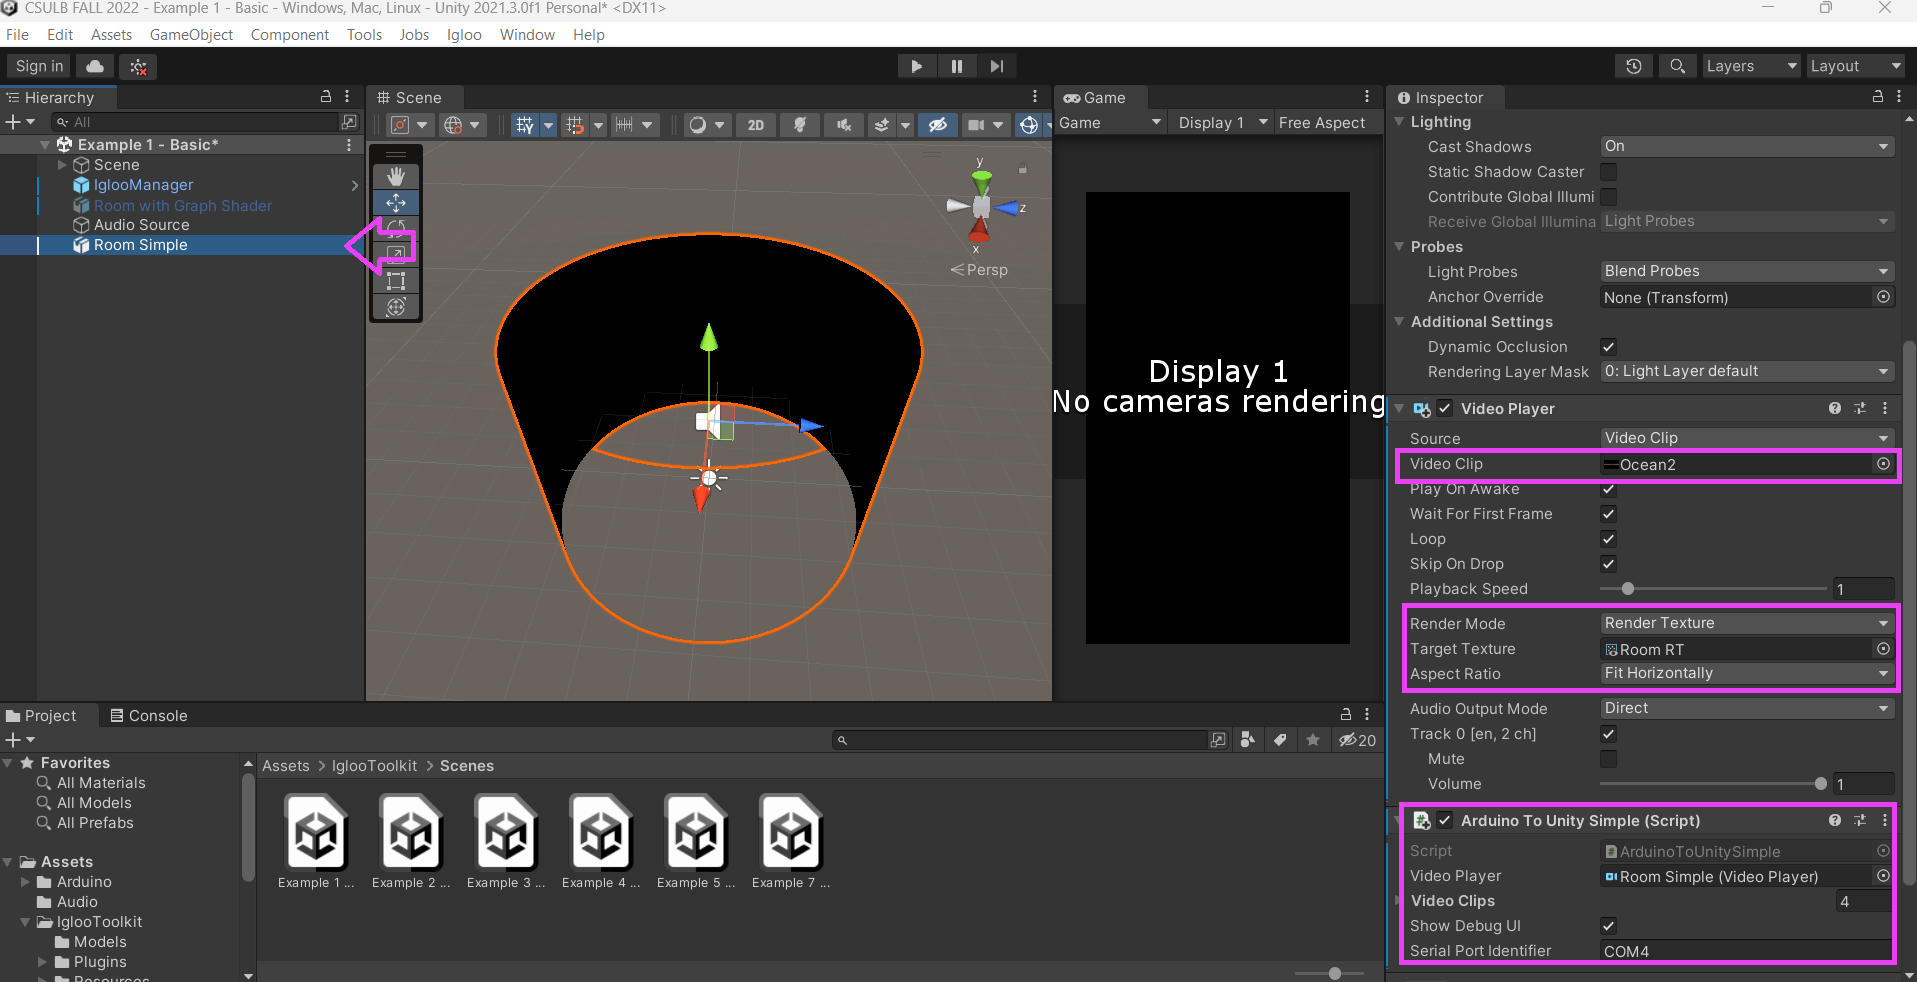 CSULB FALL 2022 - Example 1 - Basic - Windows, Mac, Linux - Unity 2021.3.0f1 Personal* <DX11>
File Edit Assets GameObject Component Tools Jobs Igloo Window Help
Sign in
Layers
Layout
Hierarchy
All
Example 1 - Basic*
Scene
IglooManager
Room with Graph Shader
Audio Source
Room Simple
Scene
2D
y
z
x
Persp
Game
Game
Display 1
Free Aspect
Display 1
No cameras rendering
Inspector
Lighting
Cast Shadows On
Static Shadow Caster
Contribute Global Illumi
Receive Global Illumina Light Probes
Probes
Light Probes Blend Probes
Anchor Override None (Transform)
Additional Settings
Dynamic Occlusion
Rendering Layer Mask 0: Light Layer default
Video Player
Source Video Clip
Video Clip Ocean2
Play On Awake
Wait For First Frame
Loop
Skip On Drop
Playback Speed 1
Render Mode Render Texture
Target Texture Room RT
Aspect Ratio Fit Horizontally
Audio Output Mode Direct
Track 0 [en, 2 ch]
Mute
Volume 1
Arduino To Unity Simple (Script)
Script ArduinoToUnitySimple
Video Player Room Simple (Video Player)
Video Clips 4
Show Debug UI
Serial Port Identifier COM4
Project
Console
20
Favorites
All Materials
All Models
All Prefabs
Assets
Arduino
Audio
IglooToolkit
Models
Plugins
Resources
Assets > IglooToolkit > Scenes
Example 1 ...
Example 2 ...
Example 3 ...
Example 4 ...
Example 5 ...
Example 7 ...